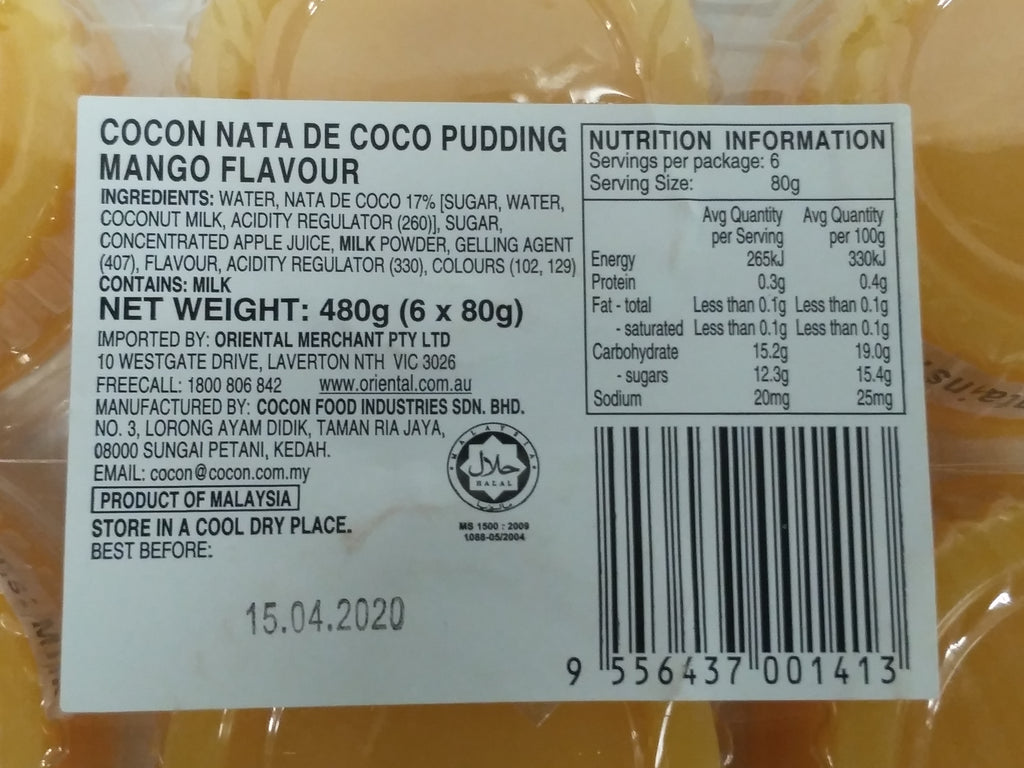 COCON NATA DE COCO PUDDING
MANGO FLAVOUR
INGREDIENTS: WATER, NATA DE COCO 17% [SUGAR, WATER,
COCONUT MILK, ACIDITY REGULATOR (260)], SUGAR,
CONCENTRATED APPLE JUICE, MILK POWDER, GELLING AGENT
(407), FLAVOUR, ACIDITY REGULATOR (330), COLOURS (102, 129)
CONTAINS: MILK
NET WEIGHT: 480g (6 x 80g)
IMPORTED BY: ORIENTAL MERCHANT PTY LTD
10 WESTGATE DRIVE, LAVERTON NTH VIC 3026
FREECALL: 1800 806 842 www.oriental.com.au
MANUFACTURED BY: COCON FOOD INDUSTRIES SDN. BHD.
NO. 3, LORONG AYAM DIDIK, TAMAN RIA JAYA,
08000 SUNGAI PETANI, KEDAH.
EMAIL: cocon@cocon.com.my
PRODUCT OF MALAYSIA
STORE IN A COOL DRY PLACE.
BEST BEFORE:
15.04.2020
MALAYSIA
حلال
HALAL
ماليزيا
MS 1500 : 2009
1.088-05/2004
NUTRITION INFORMATION
Servings per package: 6
Serving Size: 80g
Avg Quantity Avg Quantity
per Serving per 100g
Energy 265kJ 330kJ
Protein 0.3g 0.4g
Fat - total Less than 0.1g Less than 0.1g
- saturated Less than 0.1g Less than 0.1g
Carbohydrate 15.2g 19.0g
- sugars 12.3g 15.4g
Sodium 20mg 25mg
9 556437 001413